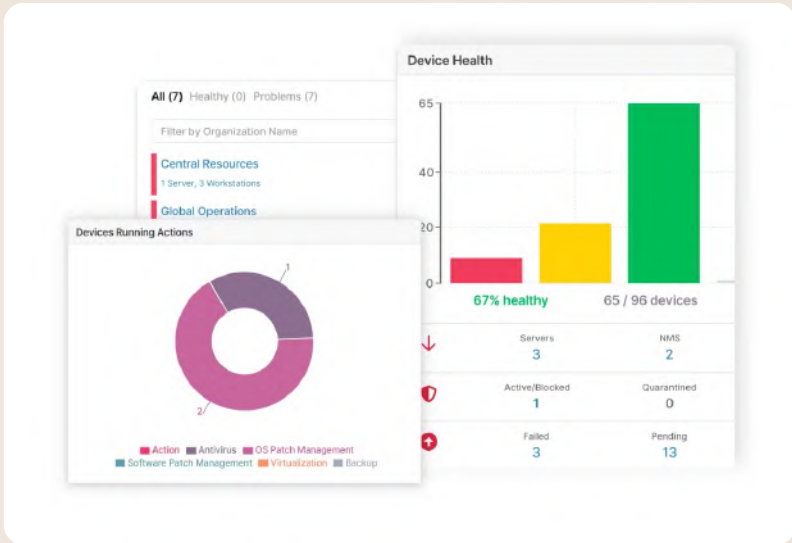 Device Health
All (7) Healthy (0) Problems (7)
Filter by Organization Name
Central Resources
1 Server, 3 Workstations
Global Operations
65
40
20
0
67% healthy 65 / 96 devices
Servers NMS
3 2
Active/Blocked Quarantined
1 0
Failed Pending
3 13
Devices Running Actions
1
2
Action Antivirus OS Patch Management
Software Patch Management Virtualization Backup